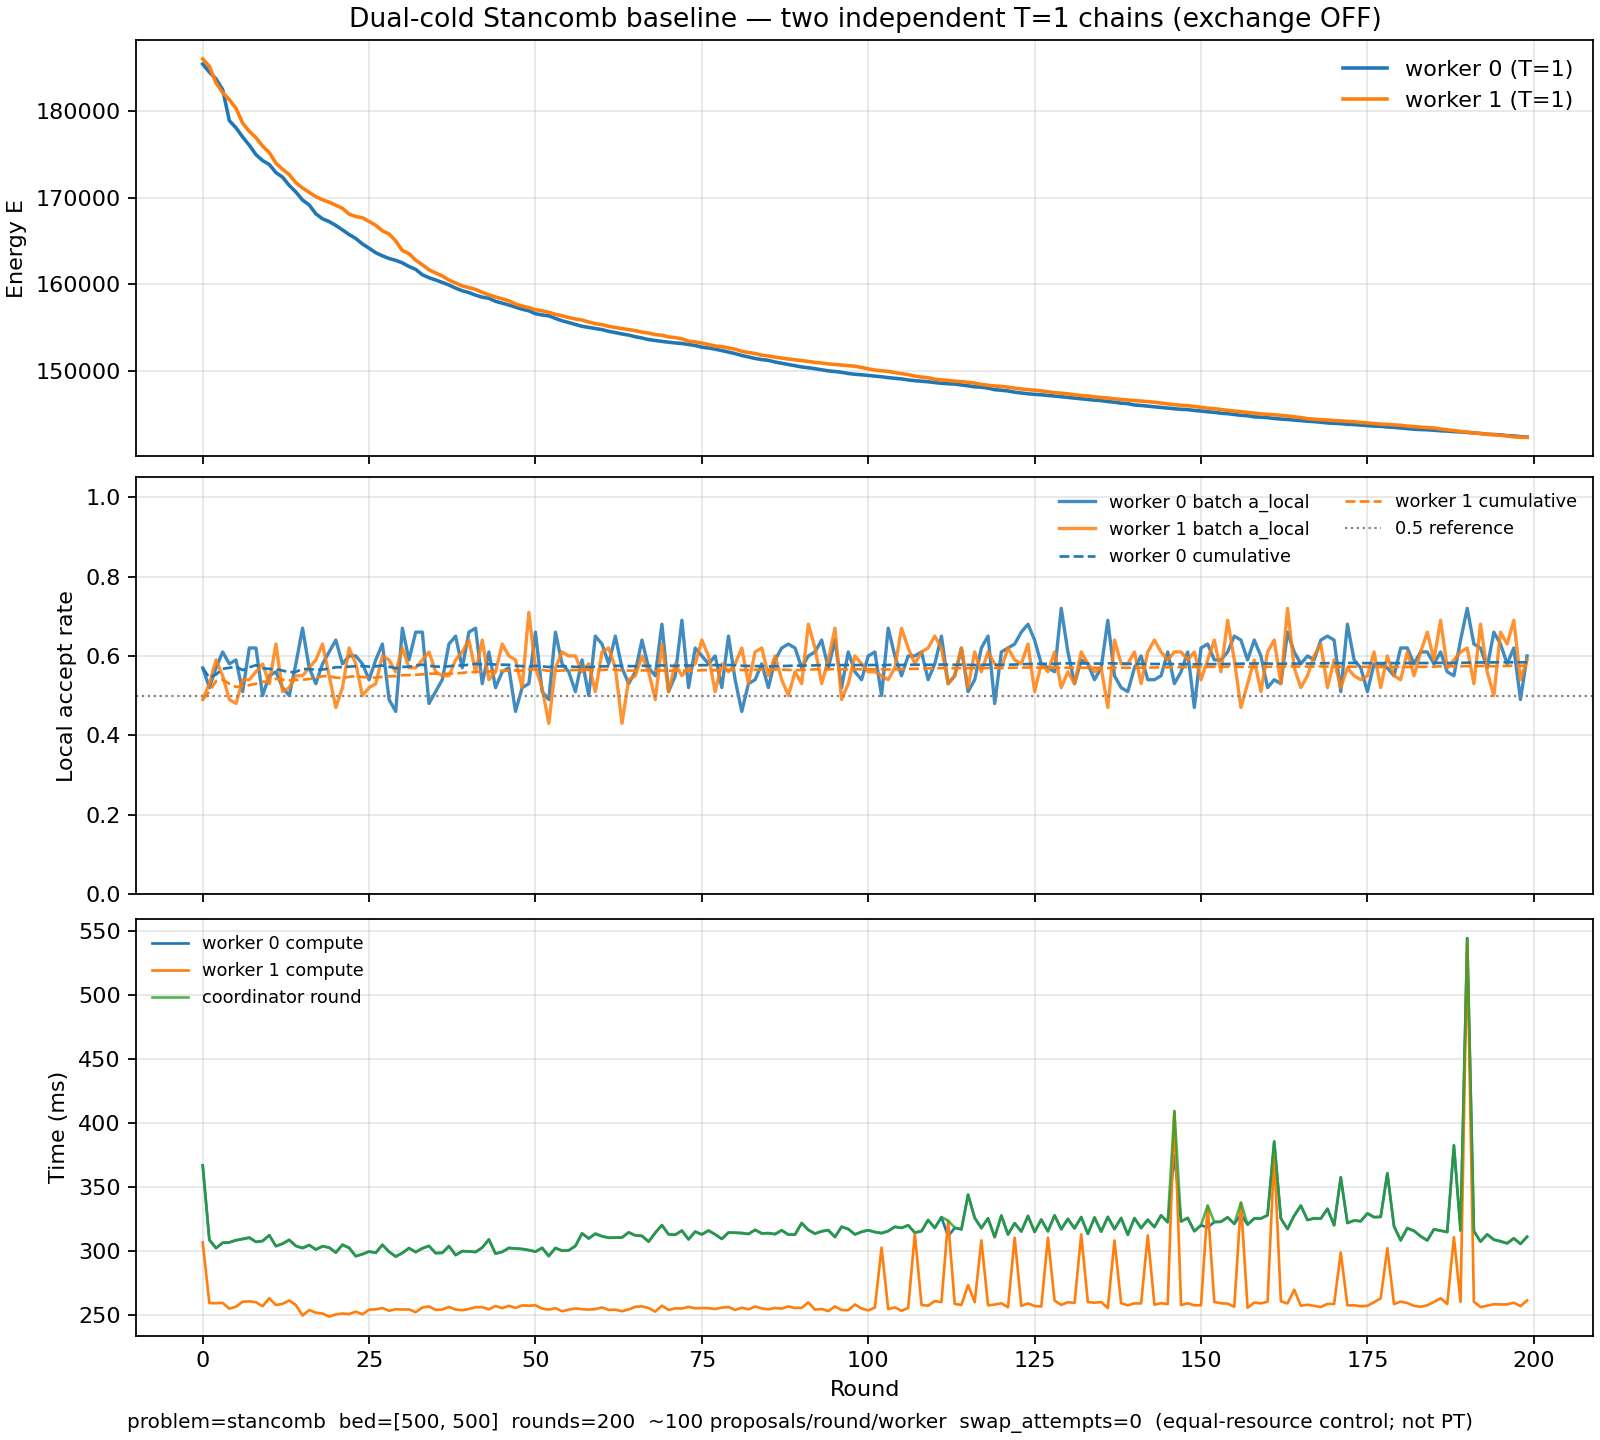 Dual-cold Stancomb baseline — two independent T=1 chains (exchange OFF)
Energy E
180000
170000
160000
150000
worker 0 (T=1)
worker 1 (T=1)
Local accept rate
1.0
0.8
0.6
0.4
0.2
0.0
worker 0 batch a_local
worker 1 batch a_local
worker 0 cumulative
worker 1 cumulative
0.5 reference
Time (ms)
550
500
450
400
350
300
250
worker 0 compute
worker 1 compute
coordinator round
0 25 50 75 100 125 150 175 200
Round
problem=stancomb bed=[500, 500] rounds=200 ~100 proposals/round/worker swap_attempts=0 (equal-resource control; not PT)